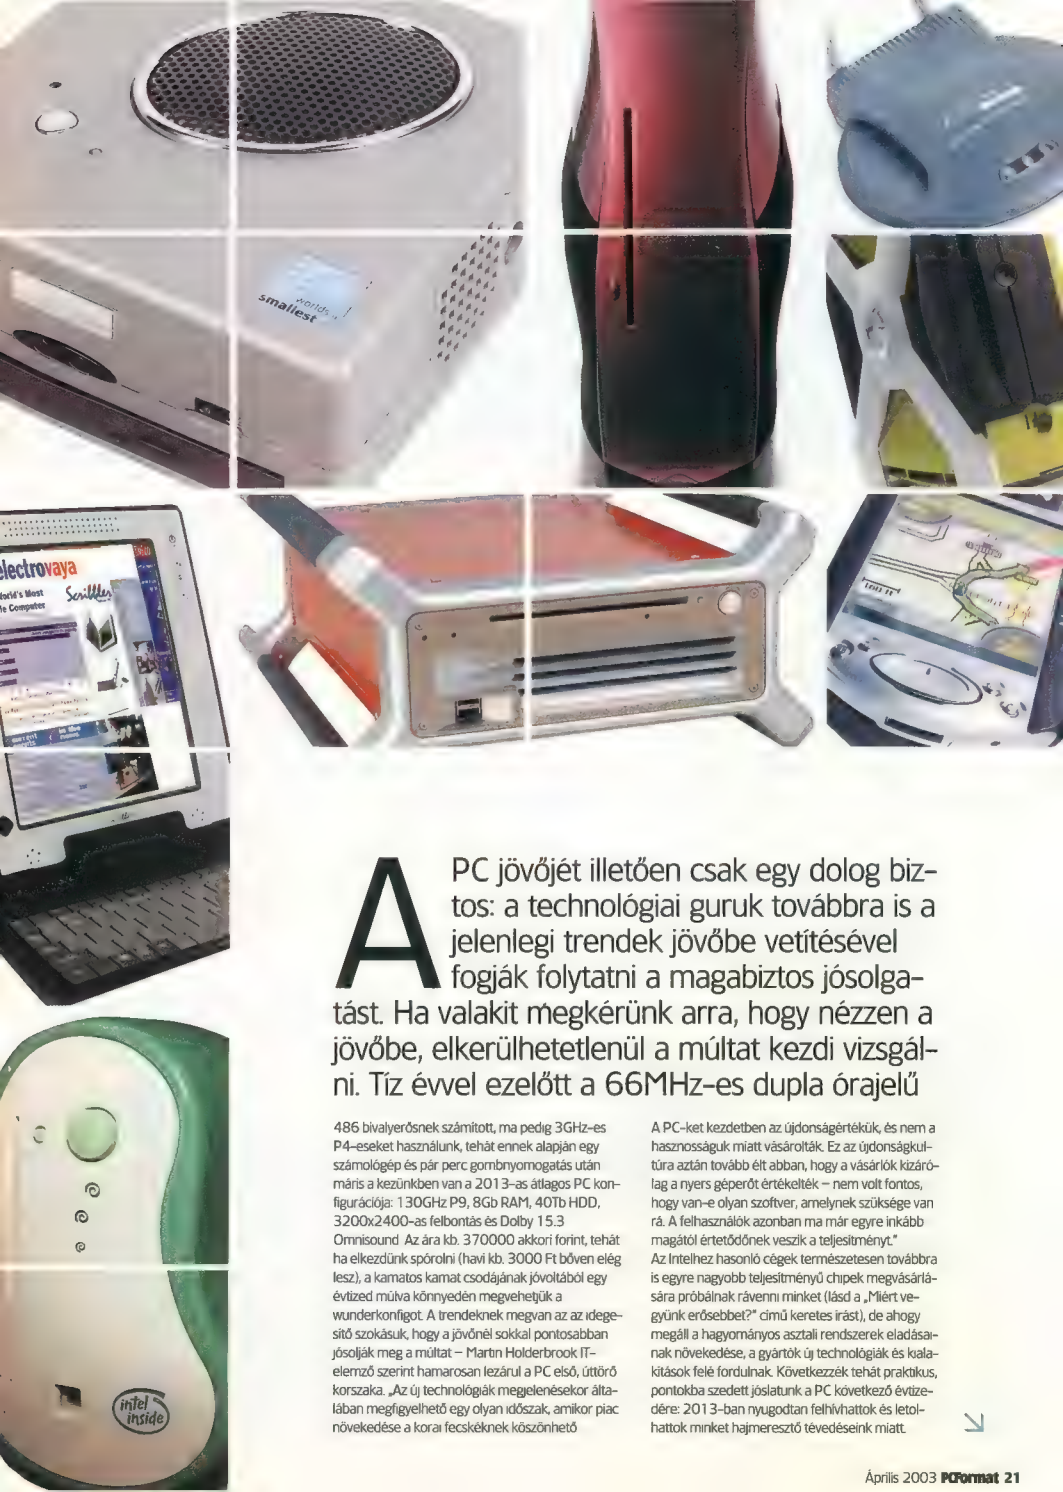 worlds
smallest
electrovaya
World's Most
Scribbler
le Computer
A PC jövőjét illetően csak egy dolog biz-
tos: a technológiai guruk továbbra is a
jelenlegi trendek jövőbe vetítésével
fogják folytatni a magabiztos jósolga-
tást. Ha valakit megkérünk arra, hogy nézzen a
jövőbe, elkerülhetetlenül a múltat kezdi vizsgál-
ni. Tíz évvel ezelőtt a 66MHz-es dupla órajelű
486 bivalyerősnek számított, ma pedig 3GHz-es
P4-eseket használunk, tehát ennek alapján egy
számológép és pár perc gombnyomogatás után
máris a kezünkben van a 2013-as átlagos PC kon-
figurációja: 130GHz P9, 8Gb RAM, 40Tb HDD,
3200x2400-as felbontás és Dolby 15.3
Omnisound. Az ára kb. 370000 akkori forint, tehát
ha elkezdünk spórolni (havi kb. 3000 Ft bőven elég
lesz), a kamatos kamat csodájának jóvoltából egy
évtized múlva könnyedén megvehetjük a
wunderkonfigot. A trendeknek megvan az az idege-
sítő szokásuk, hogy a jövőnél sokkal pontosabban
jósolják meg a múltat – Martin Holderbrook IT-
elemző szerint hamarosan lezárul a PC első, úttörő
korszaka. „Az új technológiák megjelenésekor álta-
lában megfigyelhető egy olyan időszak, amikor piac
növekedése a korai fecskéknek köszönhető
A PC-ket kezdetben az újdonságértékük, és nem a
hasznosságuk miatt vásárolták. Ez az újdonságkul-
túra aztán tovább élt abban, hogy a vásárlók kizáró-
lag a nyers géperőt értékelték – nem volt fontos,
hogy van-e olyan szoftver, amelynek szüksége van
rá. A felhasználók azonban ma már egyre inkább
magától értetődőnek veszik a teljesítményt."
Az Intelhez hasonló cégek természetesen továbbra
is egyre nagyobb teljesítményű chipek megvásárlá-
sára próbálnak rávenni minket (lásd a „Miért ve-
gyünk erősebbet?" című keretes írást), de ahogy
megáll a hagyományos asztali rendszerek eladásai-
nak növekedése, a gyártók új technológiák és kiala-
kítások felé fordulnak. Következzék tehát praktikus,
pontokba szedett jóslatunk a PC következő évtize-
dére: 2013-ban nyugodtan felhívhattok és letol-
hattok minket hajmeresztő tévedéseink miatt.
intel
inside
Április 2003 PCFormat 21